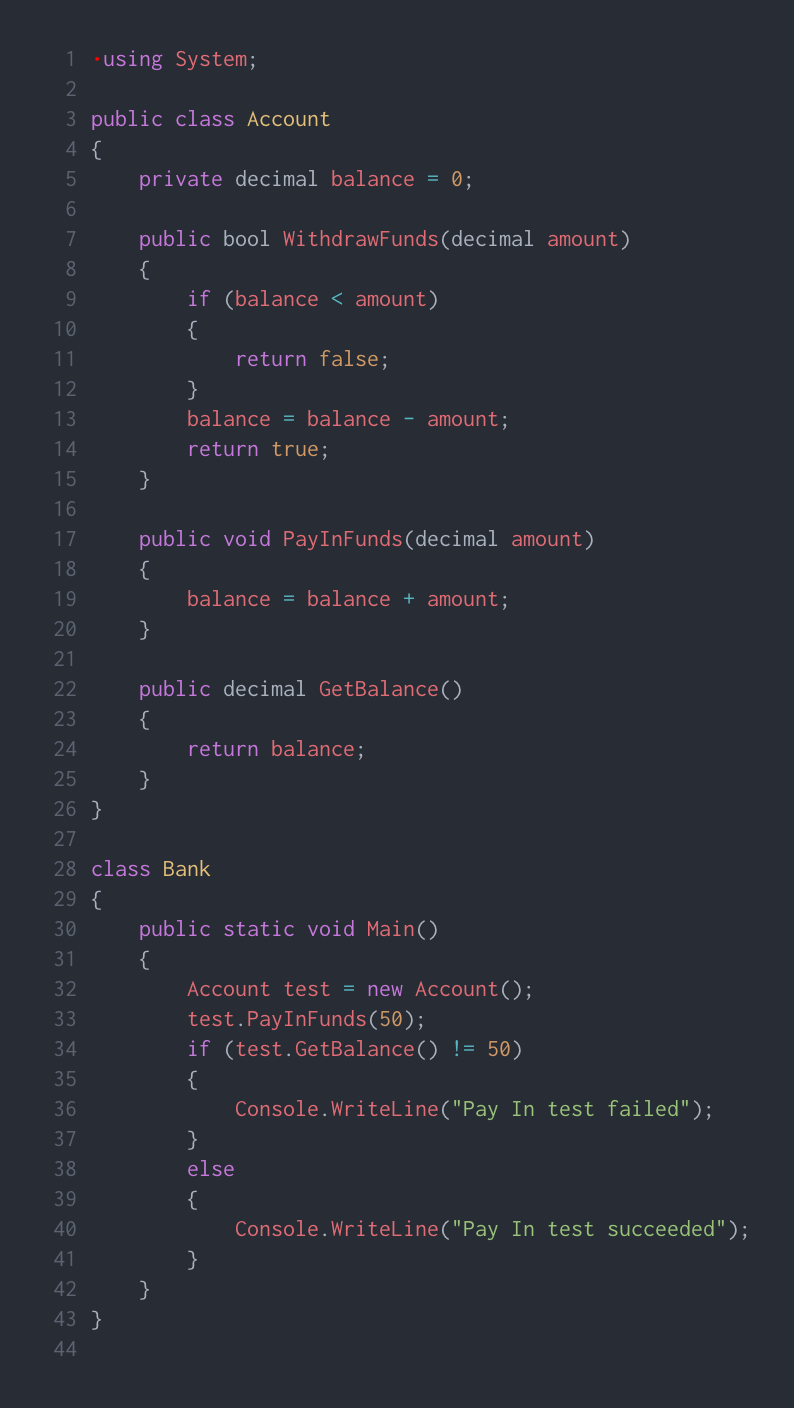 1 ·using System;
2
3 public class Account
4 {
5     private decimal balance = 0;
6
7     public bool WithdrawFunds(decimal amount)
8     {
9         if (balance < amount)
10         {
11             return false;
12         }
13         balance = balance - amount;
14         return true;
15     }
16
17     public void PayInFunds(decimal amount)
18     {
19         balance = balance + amount;
20     }
21
22     public decimal GetBalance()
23     {
24         return balance;
25     }
26 }
27
28 class Bank
29 {
30     public static void Main()
31     {
32         Account test = new Account();
33         test.PayInFunds(50);
34         if (test.GetBalance() != 50)
35         {
36             Console.WriteLine("Pay In test failed");
37         }
38         else
39         {
40             Console.WriteLine("Pay In test succeeded");
41         }
42     }
43 }
44